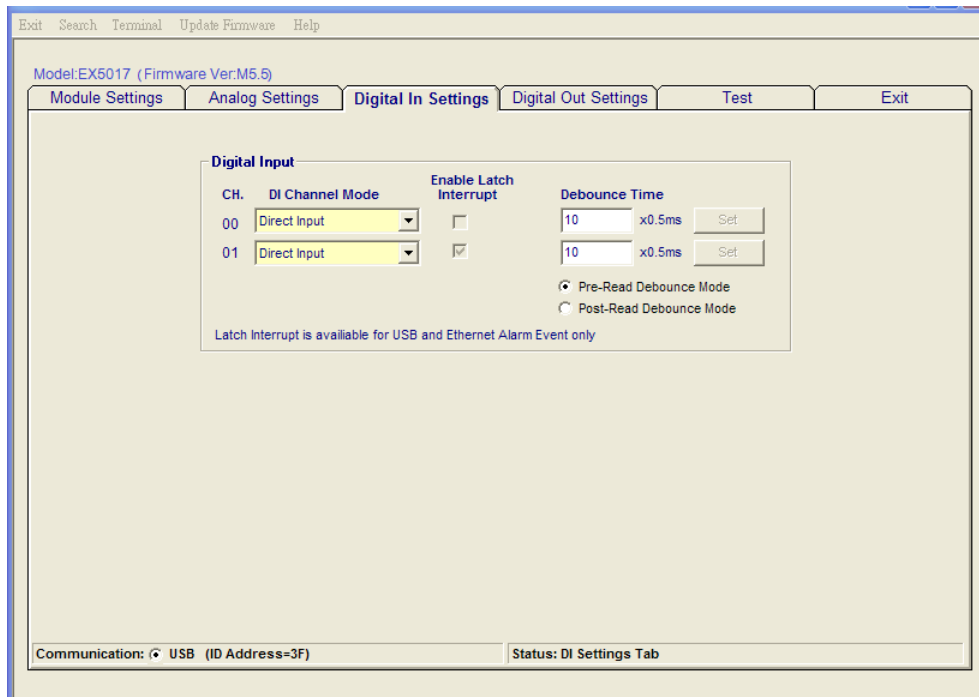 Exit Search Terminal Update Firmware Help
Model:EX5017 (Firmware Ver:M5.5)
Module Settings Analog Settings Digital In Settings Digital Out Settings Test Exit
Digital Input
CH. DI Channel Mode Enable Latch Interrupt Debounce Time
00 Direct Input 10 x0.5ms Set
01 Direct Input 10 x0.5ms Set
Pre-Read Debounce Mode
Post-Read Debounce Mode
Latch Interrupt is availiable for USB and Ethernet Alarm Event only
Communication: USB (ID Address=3F) Status: DI Settings Tab